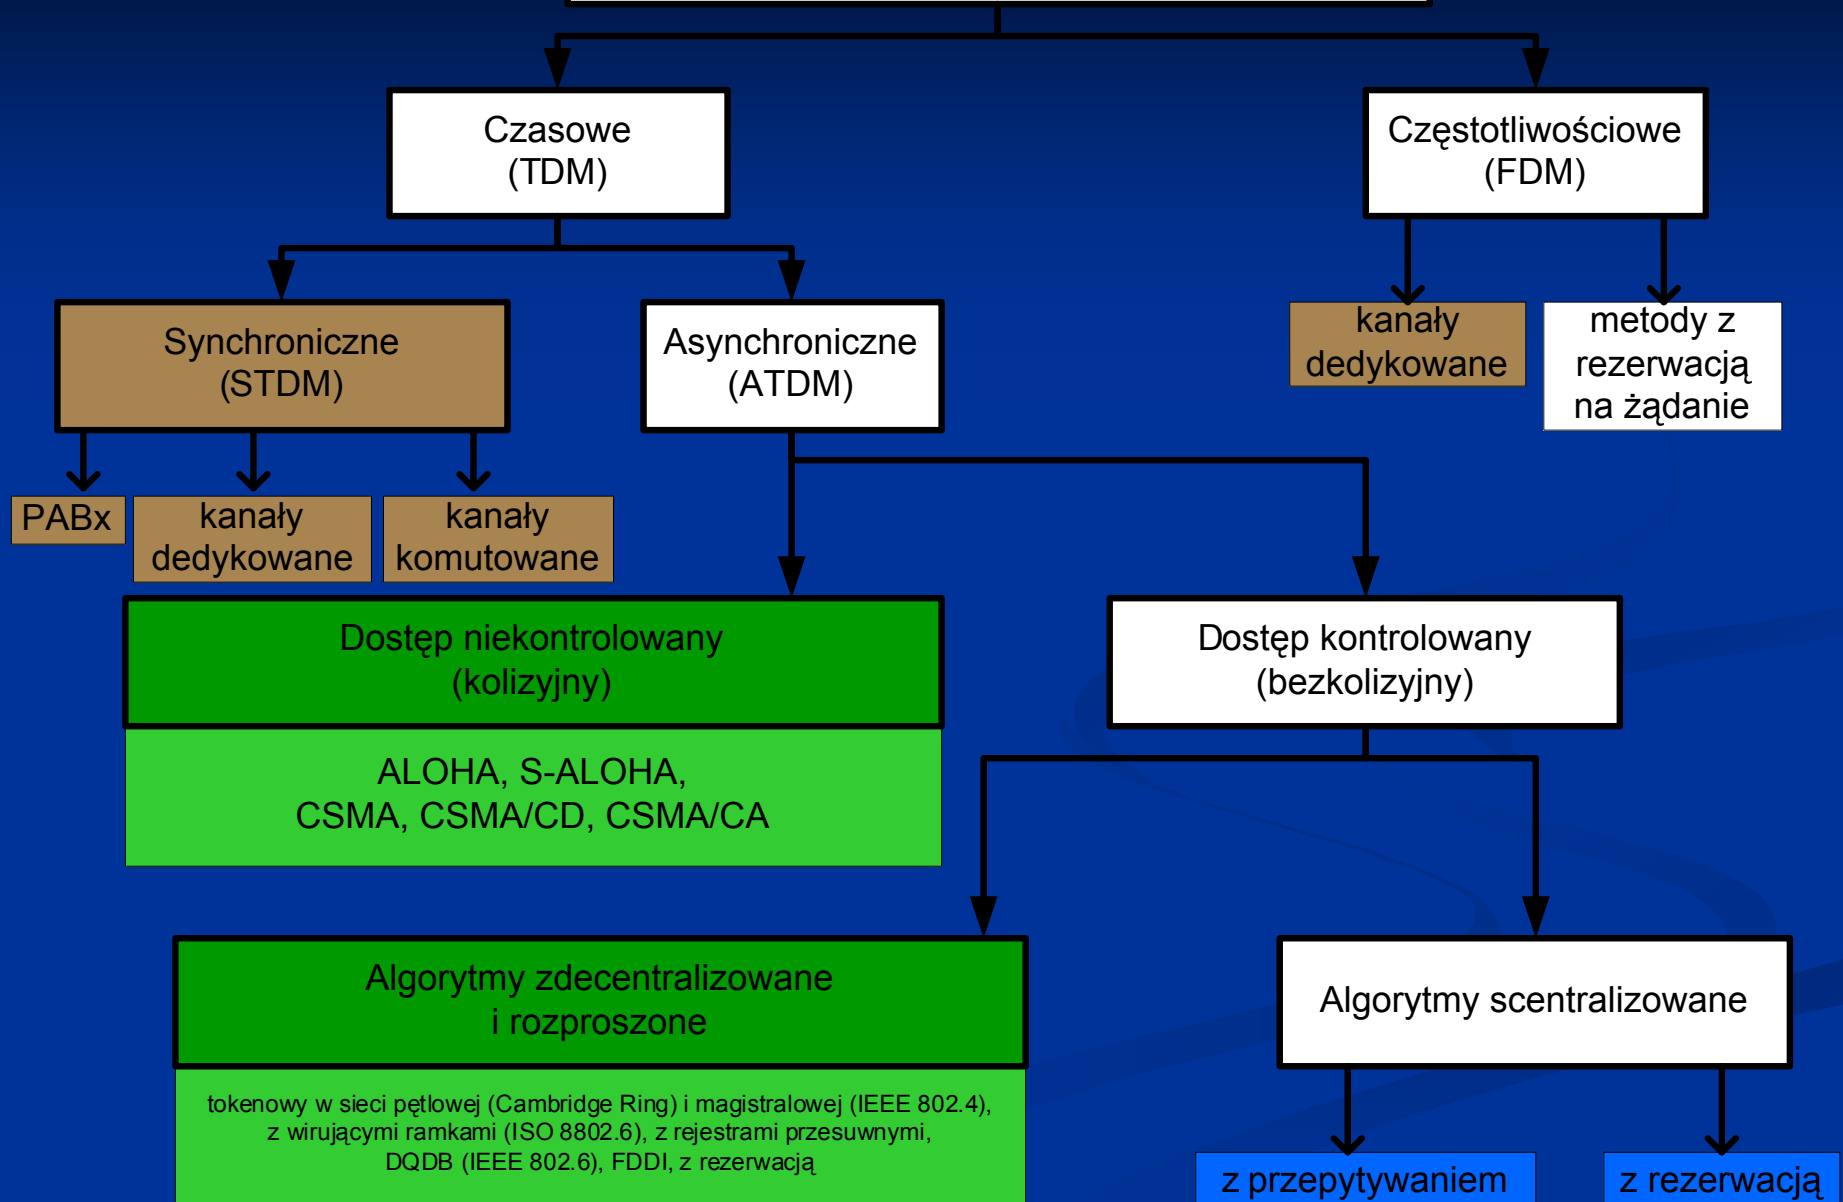 Czasowe
(TDM)
Częstotliwościowe
(FDM)
Synchroniczne
(STDM)
Asynchroniczne
(ATDM)
kanały
dedykowane
metody z
rezerwacją
na żądanie
PABx
kanały
dedykowane
kanały
komutowane
Dostęp niekontrolowany
(kolizyjny)
Dostęp kontrolowany
(bezkolizyjny)
ALOHA, S-ALOHA,
CSMA, CSMA/CD, CSMA/CA
Algorytmy zdecentralizowane
i rozproszone
Algorytmy scentralizowane
tokenowy w sieci pętlowej (Cambridge Ring) i magistralowej (IEEE 802.4),
z wirującymi ramkami (ISO 8802.6), z rejestrami przesuwnymi,
DQDB (IEEE 802.6), FDDI, z rezerwacją
z przepytywaniem
z rezerwacją